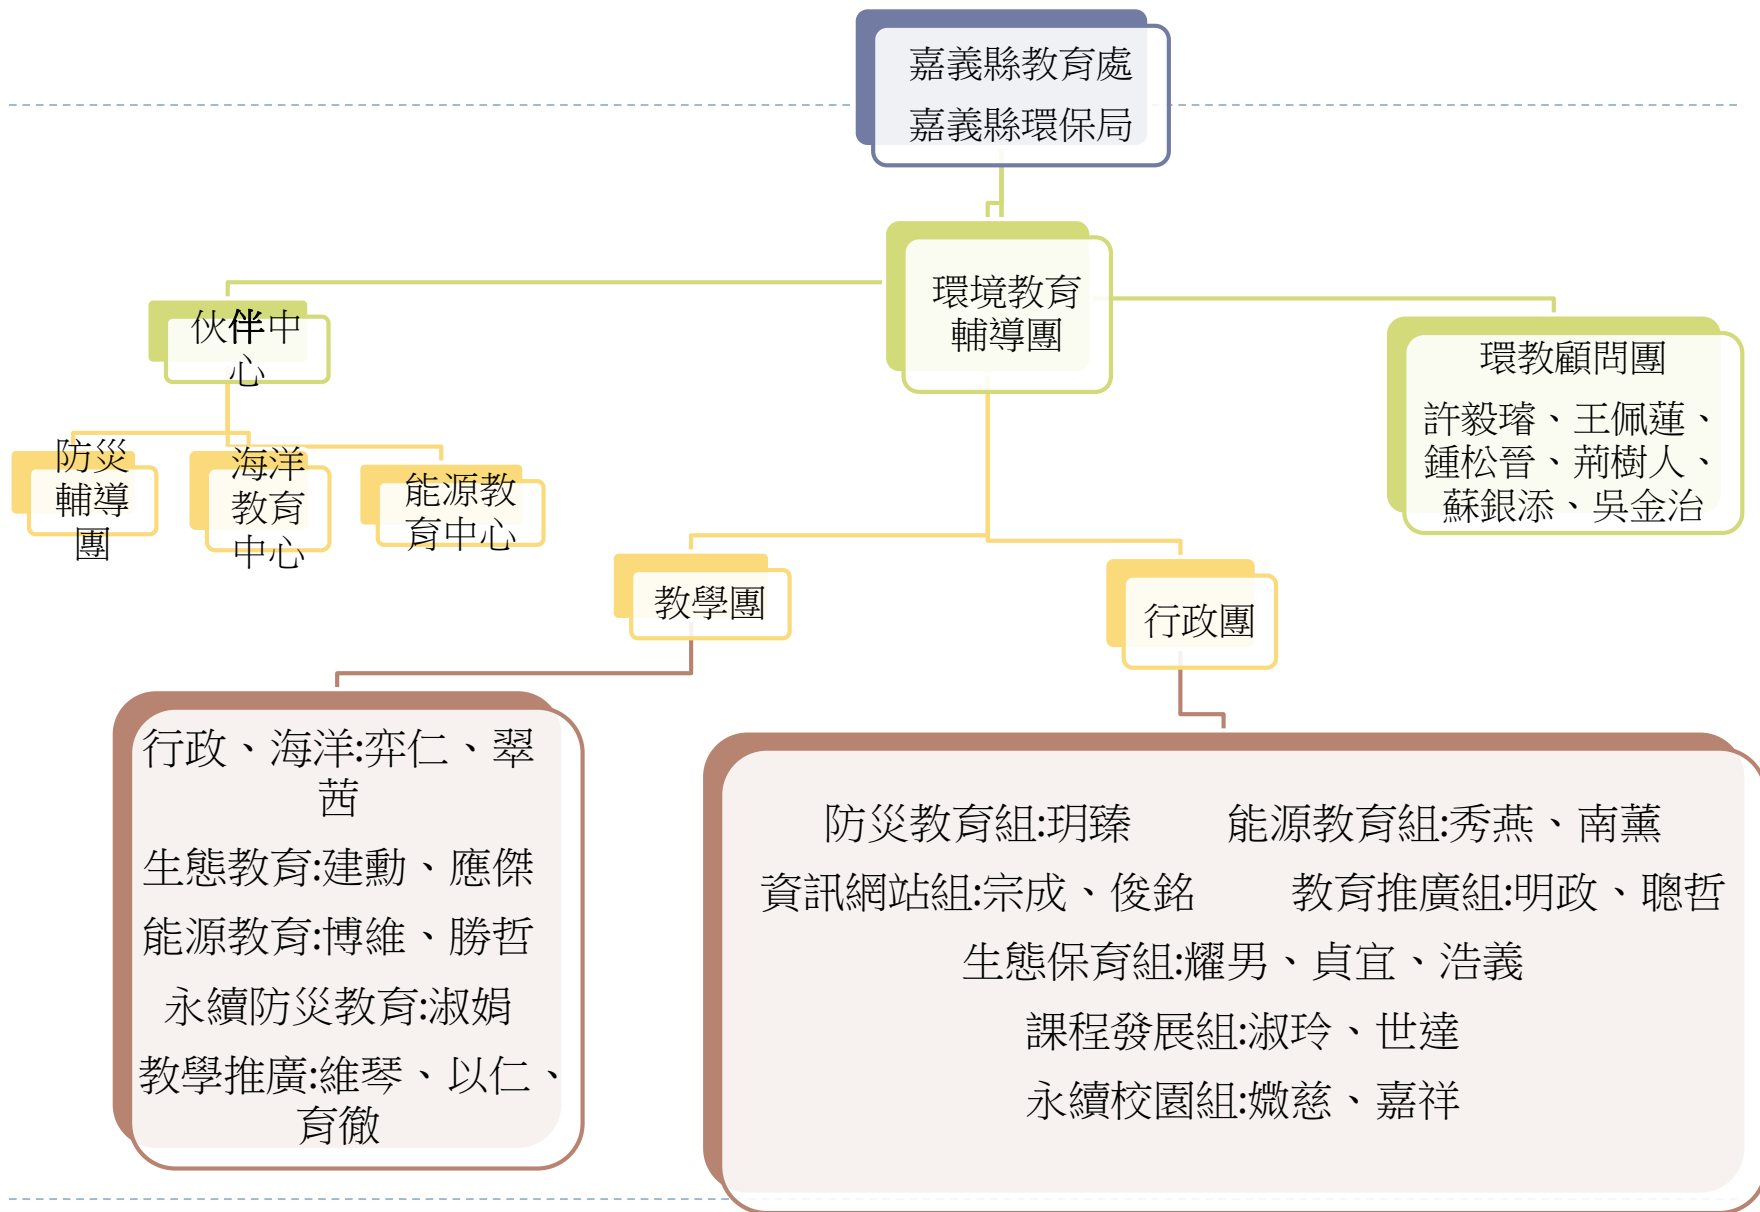 嘉義縣教育處
嘉義縣環保局
環境教育
輔導團
伙伴中
心
環教顧問團
許毅璿、王佩蓮、
鍾松晉、荊樹人、
蘇銀添、吳金治
防災
輔導
團
海洋
教育
中心
能源教
育中心
教學團
行政團
行政、海洋:弈仁、翠
茜
生態教育:建勳、應傑
能源教育:博維、勝哲
永續防災教育:淑娟
教學推廣:維琴、以仁、
育徹
防災教育組:玥臻 能源教育組:秀燕、南薰
資訊網站組:宗成、俊銘 教育推廣組:明政、聰哲
生態保育組:耀男、貞宜、浩義
課程發展組:淑玲、世達
永續校園組:媺慈、嘉祥